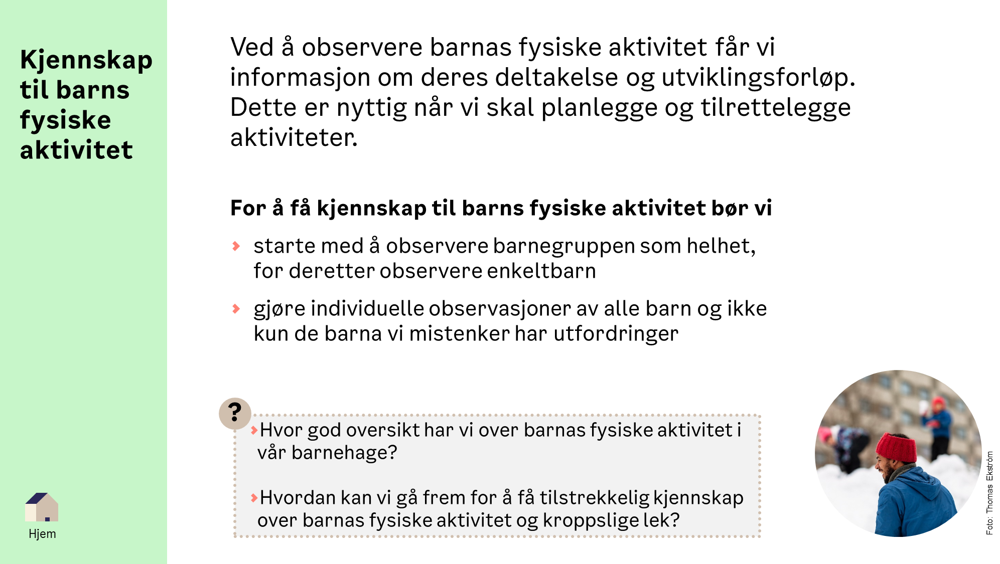 Kjennskap
til barns
fysiske
aktivitet
Ved å observere barnas fysiske aktivitet får vi
informasjon om deres deltakelse og utviklingsforløp.
Dette er nyttig når vi skal planlegge og tilrettelegge
aktiviteter.
For å få kjennskap til barns fysiske aktivitet bør vi
starte med å observere barnegruppen som helhet,
for deretter observere enkeltbarn
gjøre individuelle observasjoner av alle barn og ikke
kun de barna vi mistenker har utfordringer
?
Hvor god oversikt har vi over barnas fysiske aktivitet i
vår barnehage?
Hvordan kan vi gå frem for å få tilstrekkelig kjennskap
over barnas fysiske aktivitet og kroppslige lek?
Hjem
Foto: Thomas Ekström